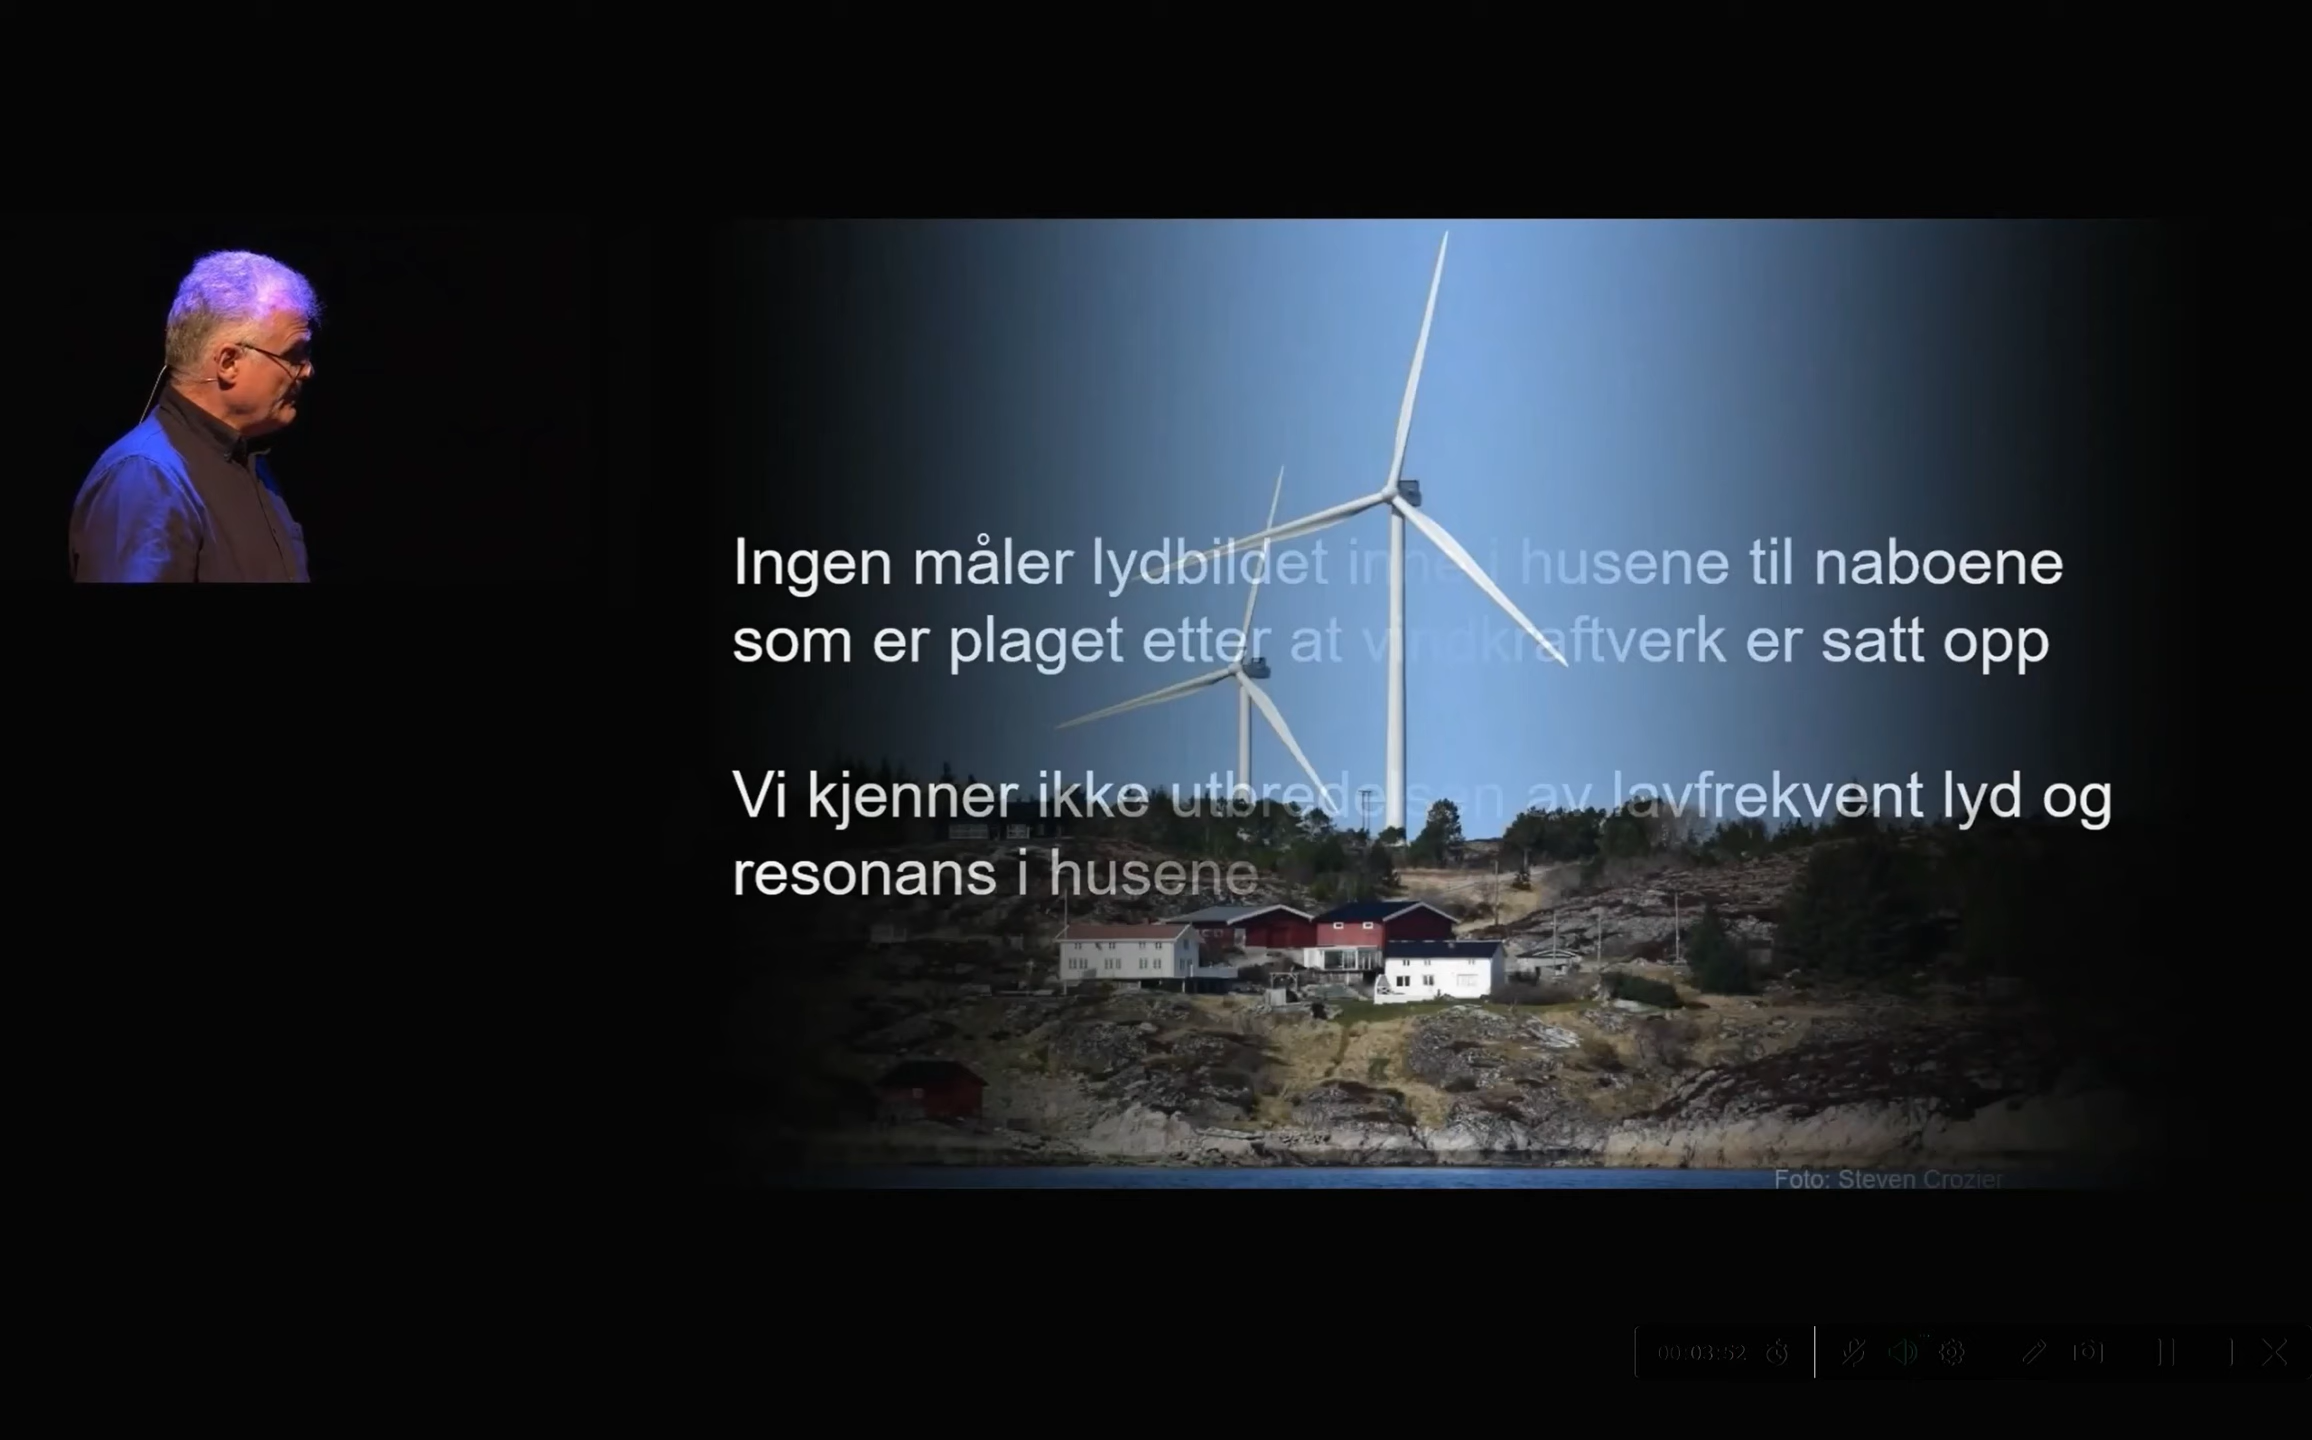 Ingen måler lydbildet inne i husene til naboene
som er plaget etter at vindkraftverk er satt opp
Vi kjenner ikke utbredelsen av lavfrekvent lyd og
resonans i husene
Foto: Steven Crozier
00:03:52